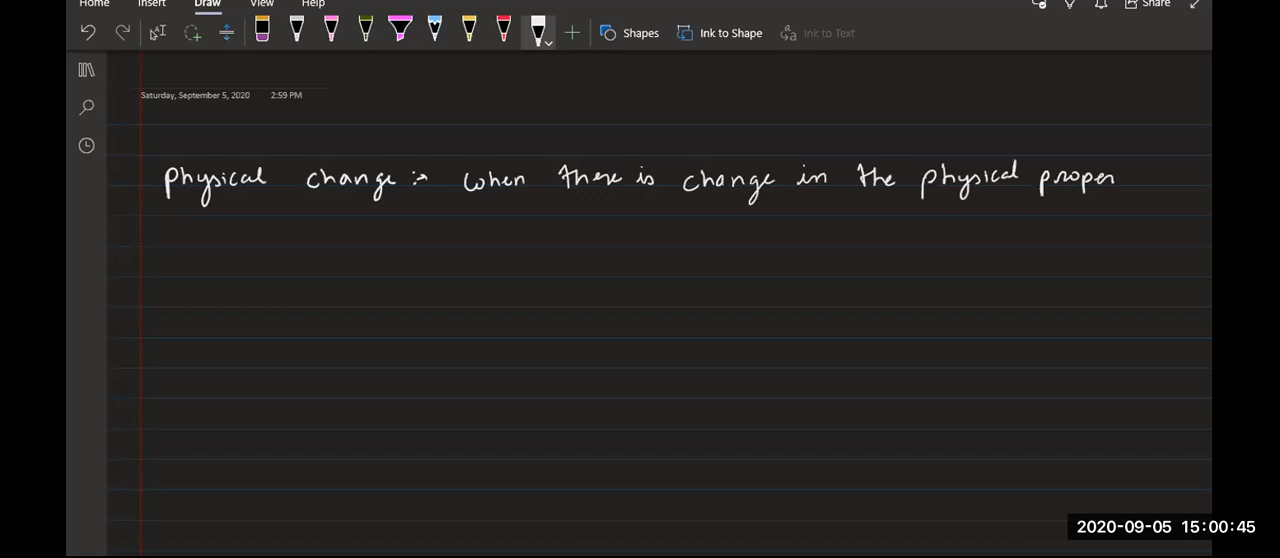 Home Insert Draw View Help Share
Shapes Ink to Shape Ink to Text
Saturday, September 5, 2020 2:59 PM
physical change :- when there is change in the physical proper
2020-09-05 15:00:45